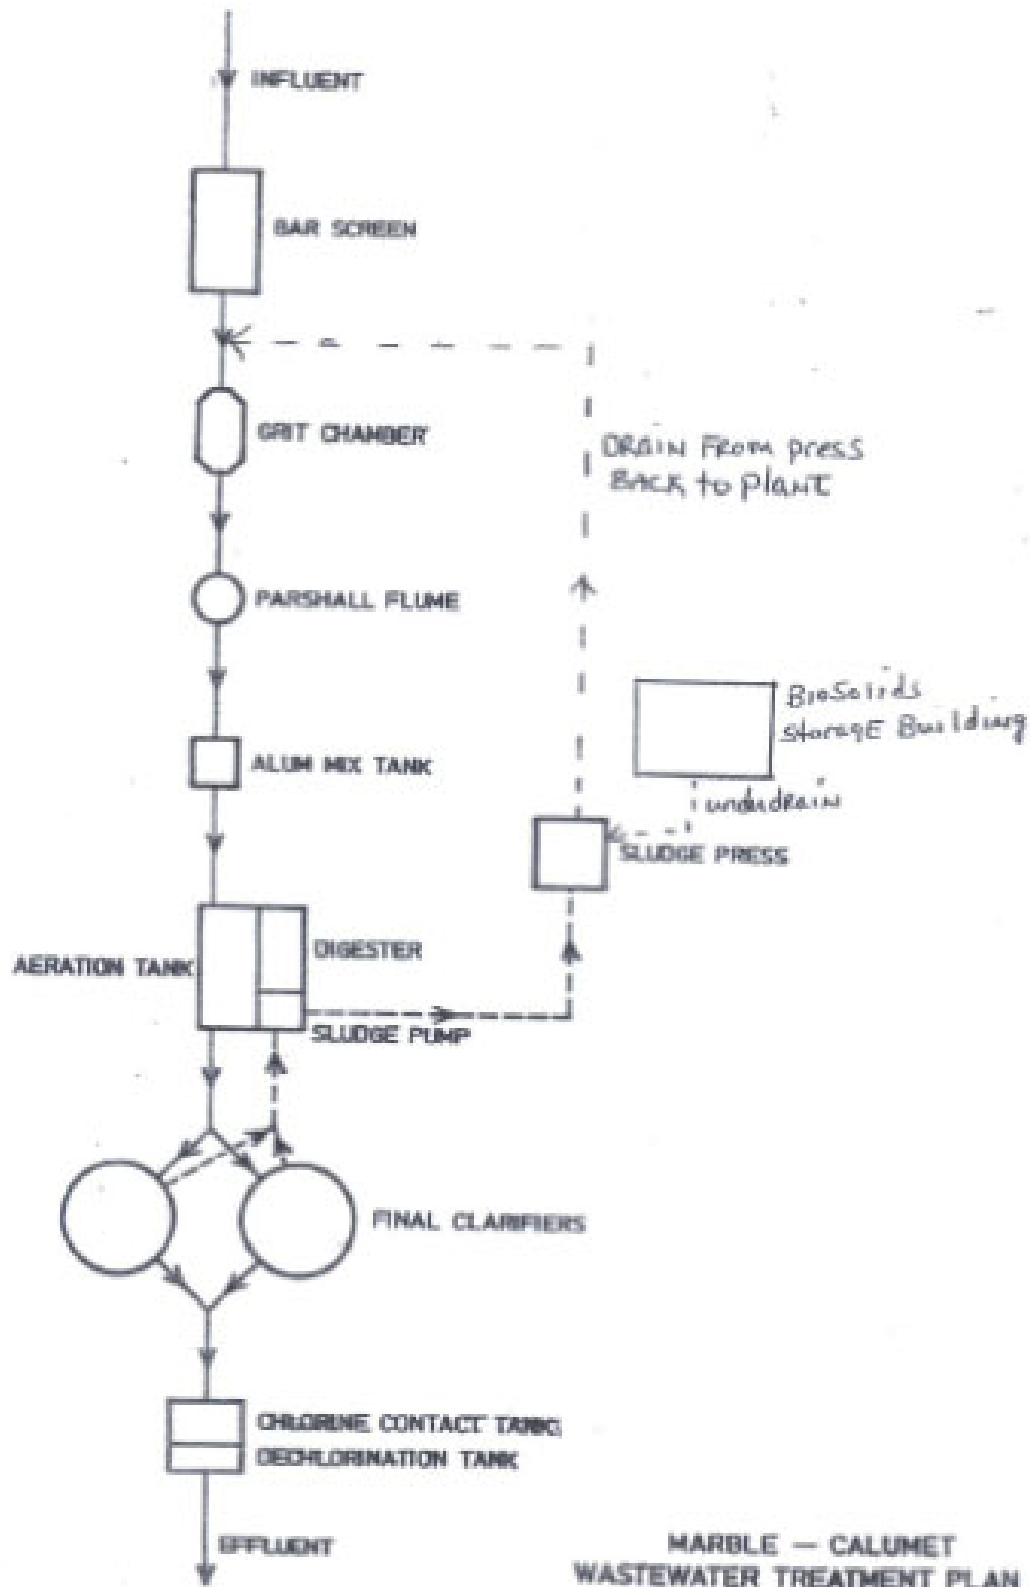 INFLUENT
BAR SCREEN
GRIT CHAMBER
DRAIN FROM press
BACK to plANT
PARSHALL FLUME
BioSolids
StoragE Building
ALUM MIX TANK
undudrain
SLUDGE PRESS
DIGESTER
AERATION TANK
SLUDGE PUMP
FINAL CLARIFIERS
CHLORINE CONTACT TANK
DECHLORINATION TANK
EFFLUENT
MARBLE — CALUMET
WASTEWATER TREATMENT PLAN